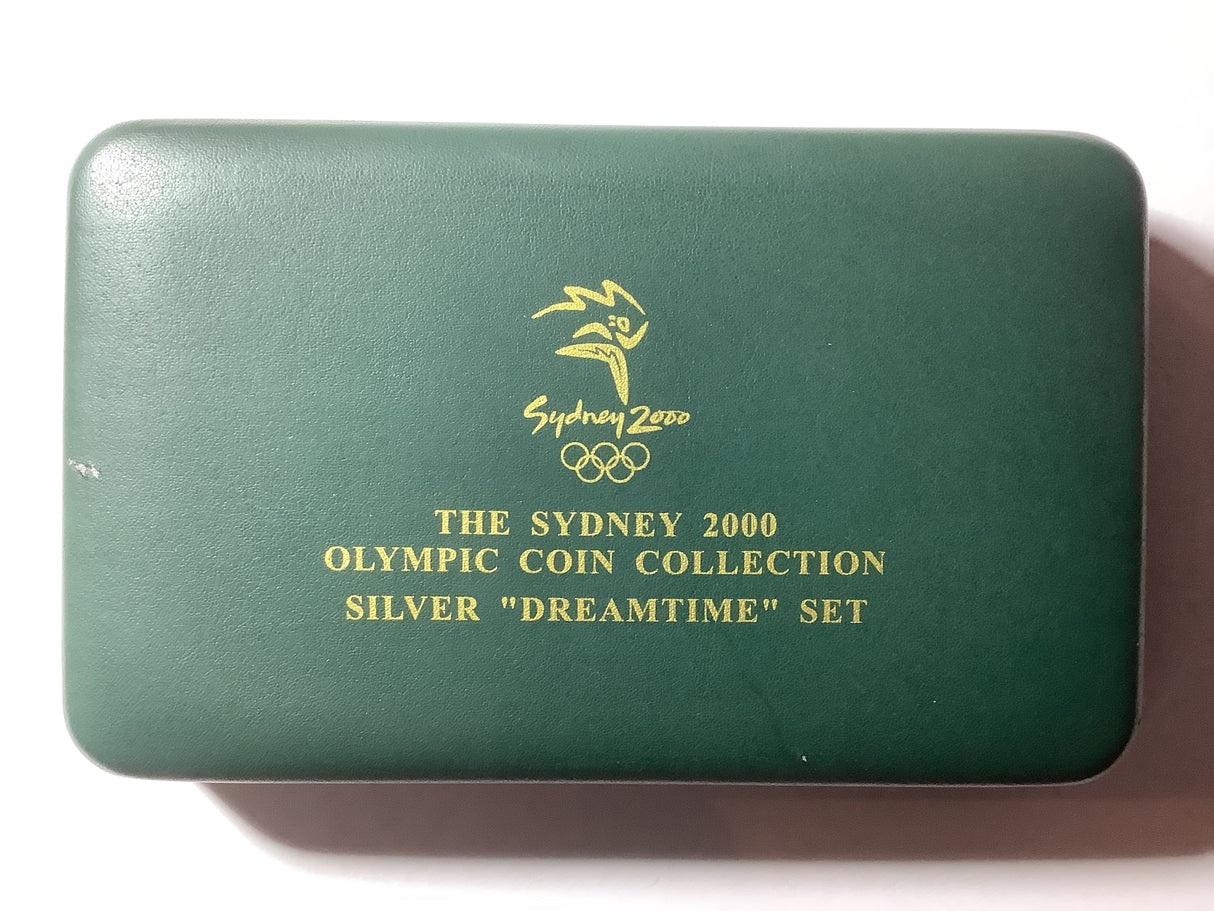 Sydney 2000
THE SYDNEY 2000
OLYMPIC COIN COLLECTION
SILVER "DREAMTIME" SET